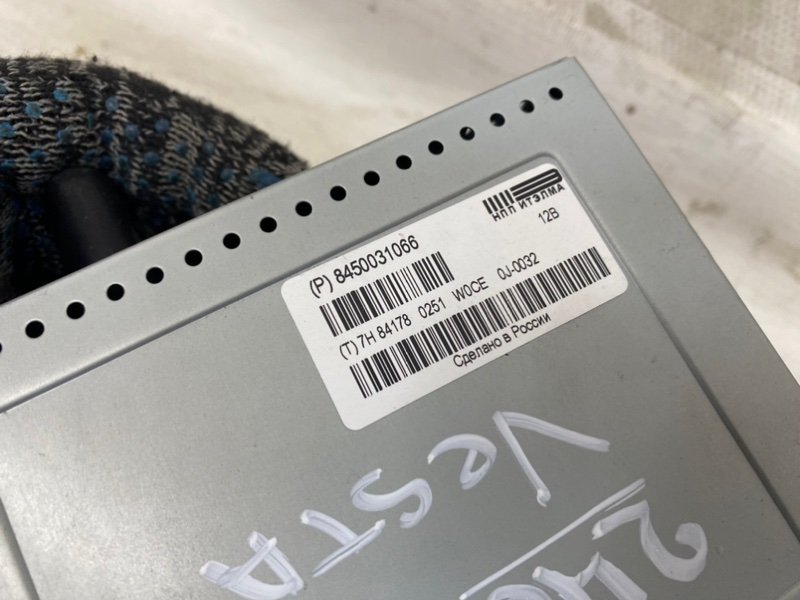 НПП ИТЭЛМА
(P) 8450031066
12В
(T) 7H 84178 0251 W0CE 0J-0032
Сделано в России
VeSTA